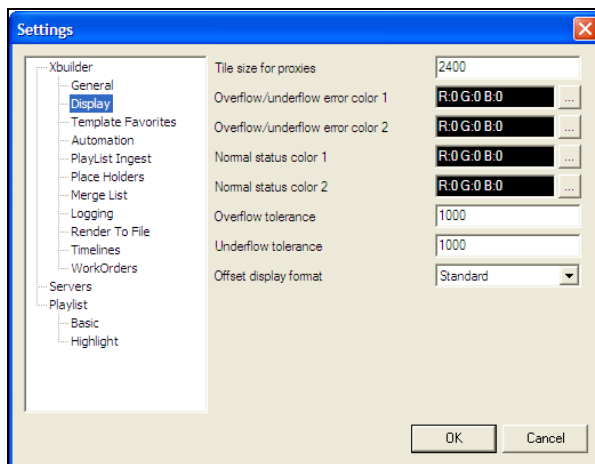 Settings
Xbuilder
General
Display
Template Favorites
Automation
PlayList Ingest
Place Holders
Merge List
Logging
Render To File
Timelines
WorkOrders
Servers
Playlist
Basic
Highlight
Tile size for proxies 2400
Overflow/underflow error color 1 R:0 G:0 B:0 ...
Overflow/underflow error color 2 R:0 G:0 B:0 ...
Normal status color 1 R:0 G:0 B:0 ...
Normal status color 2 R:0 G:0 B:0 ...
Overflow tolerance 1000
Underflow tolerance 1000
Offset display format Standard
OK Cancel